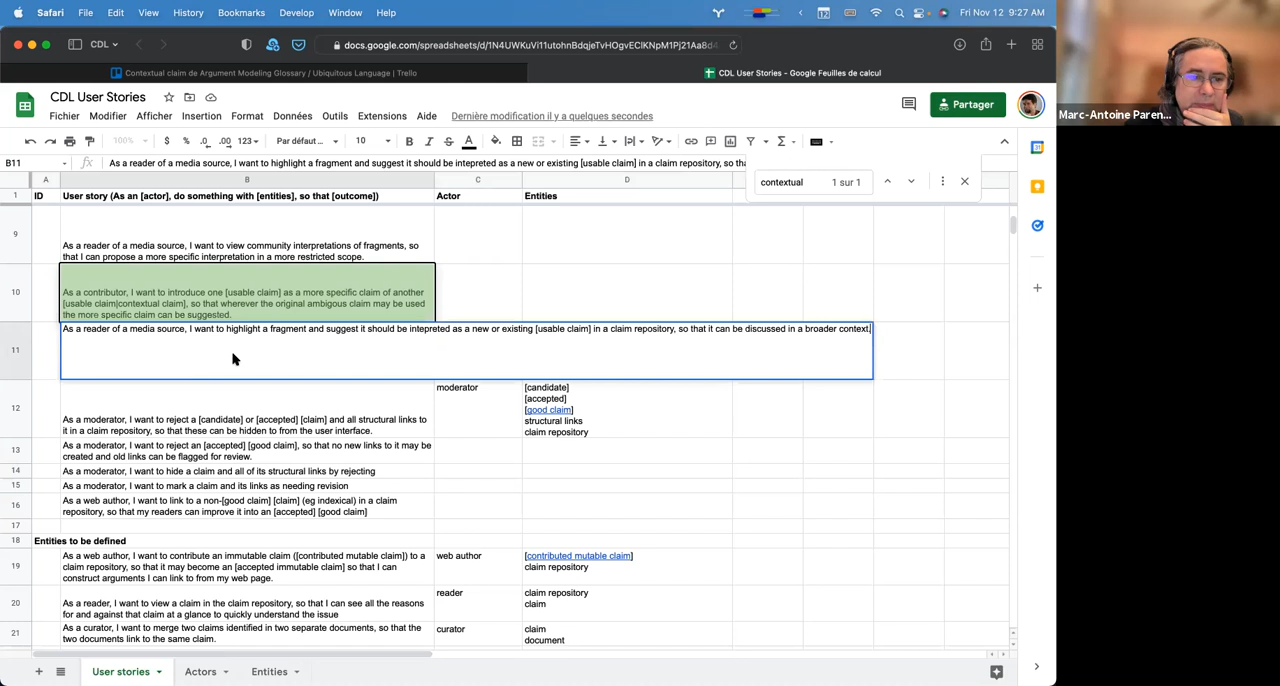 Safari File Edit View History Bookmarks Develop Window Help
Fri Nov 12 9:27 AM
CDL
docs.google.com/spreadsheets/d/1N4UWKuVi11utohnBdqjeTvHOgvECIKNpM1Pj21Aa8d4
Contextual claim de Argument Modeling Glossary / Ubiquitous Language | Trello
CDL User Stories - Google Feuilles de calcul
CDL User Stories
Partager
Fichier Modifier Afficher Insertion Format Données Outils Extensions Aide Dernière modification il y a quelques secondes
100% $ % .0 .00 123 Par défaut ... 10 B I S A
B11 fx As a reader of a media source, I want to highlight a fragment and suggest it should be intepreted as a new or existing [usable claim] in a claim repository, so tha
contextual 1 sur 1
A B C D
1 ID User story (As an [actor], do something with [entities], so that [outcome]) Actor Entities
9 As a reader of a media source, I want to view community interpretations of fragments, so
that I can propose a more specific interpretation in a more restricted scope.
10 As a contributor, I want to introduce one [usable claim] as a more specific claim of another
[usable claim|contextual claim], so that wherever the original ambigous claim may be used
the more specific claim can be suggested.
11 As a reader of a media source, I want to highlight a fragment and suggest it should be intepreted as a new or existing [usable claim] in a claim repository, so that it can be discussed in a broader context.
12 As a moderator, I want to reject a [candidate] or [accepted] [claim] and all structural links to
it in a claim repository, so that these can be hidden to from the user interface.
moderator
[candidate]
[accepted]
[good claim]
structural links
claim repository
13 As a moderator, I want to reject an [accepted] [good claim], so that no new links to it may be
created and old links can be flagged for review.
14 As a moderator, I want to hide a claim and all of its structural links by rejecting
15 As a moderator, I want to mark a claim and its links as needing revision
16 As a web author, I want to link to a non-[good claim] [claim] (eg indexical) in a claim
repository, so that my readers can improve it into an [accepted] [good claim]
17
18 Entities to be defined
19 As a web author, I want to contribute an immutable claim ([contributed mutable claim]) to a
claim repository, so that it may become an [accepted immutable claim] so that I can
construct arguments I can link to from my web page.
web author
[contributed mutable claim]
claim repository
20 As a reader, I want to view a claim in the claim repository, so that I can see all the reasons
for and against that claim at a glance to quickly understand the issue
reader
claim repository
claim
21 As a curator, I want to merge two claims identified in two separate documents, so that the
two documents link to the same claim.
curator
claim
document
User stories Actors Entities
Marc-Antoine Paren...